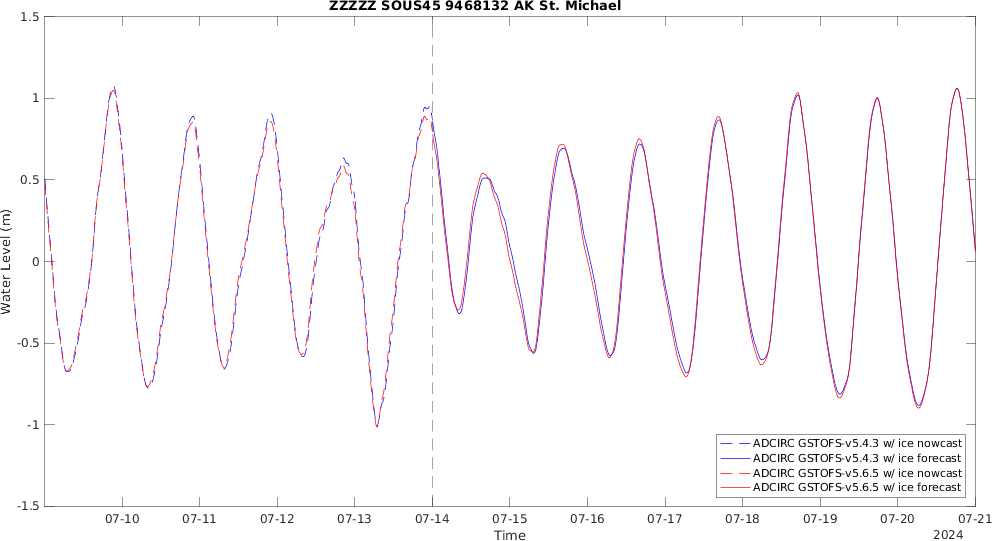 ZZZZZ SOUS45 9468132 AK St. Michael
1.5
1
0.5
0
-0.5
-1
-1.5
Water Level (m)
07-10 07-11 07-12 07-13 07-14 07-15 07-16 07-17 07-18 07-19 07-20 07-21
Time
2024
ADCIRC GSTOFS-v5.4.3 w/ ice nowcast
ADCIRC GSTOFS-v5.4.3 w/ ice forecast
ADCIRC GSTOFS-v5.6.5 w/ ice nowcast
ADCIRC GSTOFS-v5.6.5 w/ ice forecast